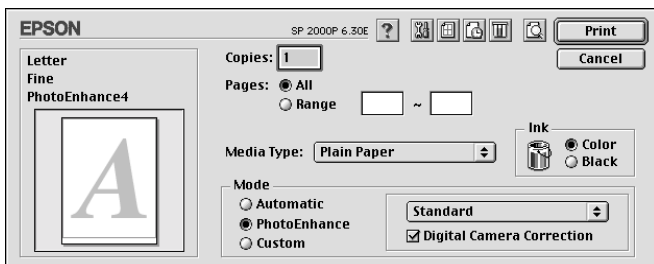 EPSON
SP 2000P 6.30E ?
Print
Cancel
Letter
Fine
PhotoEnhance4
A
Copies: 1
Pages: All
Range ~
Media Type: Plain Paper
Ink
Color
Black
Mode
Automatic
PhotoEnhance
Custom
Standard
Digital Camera Correction